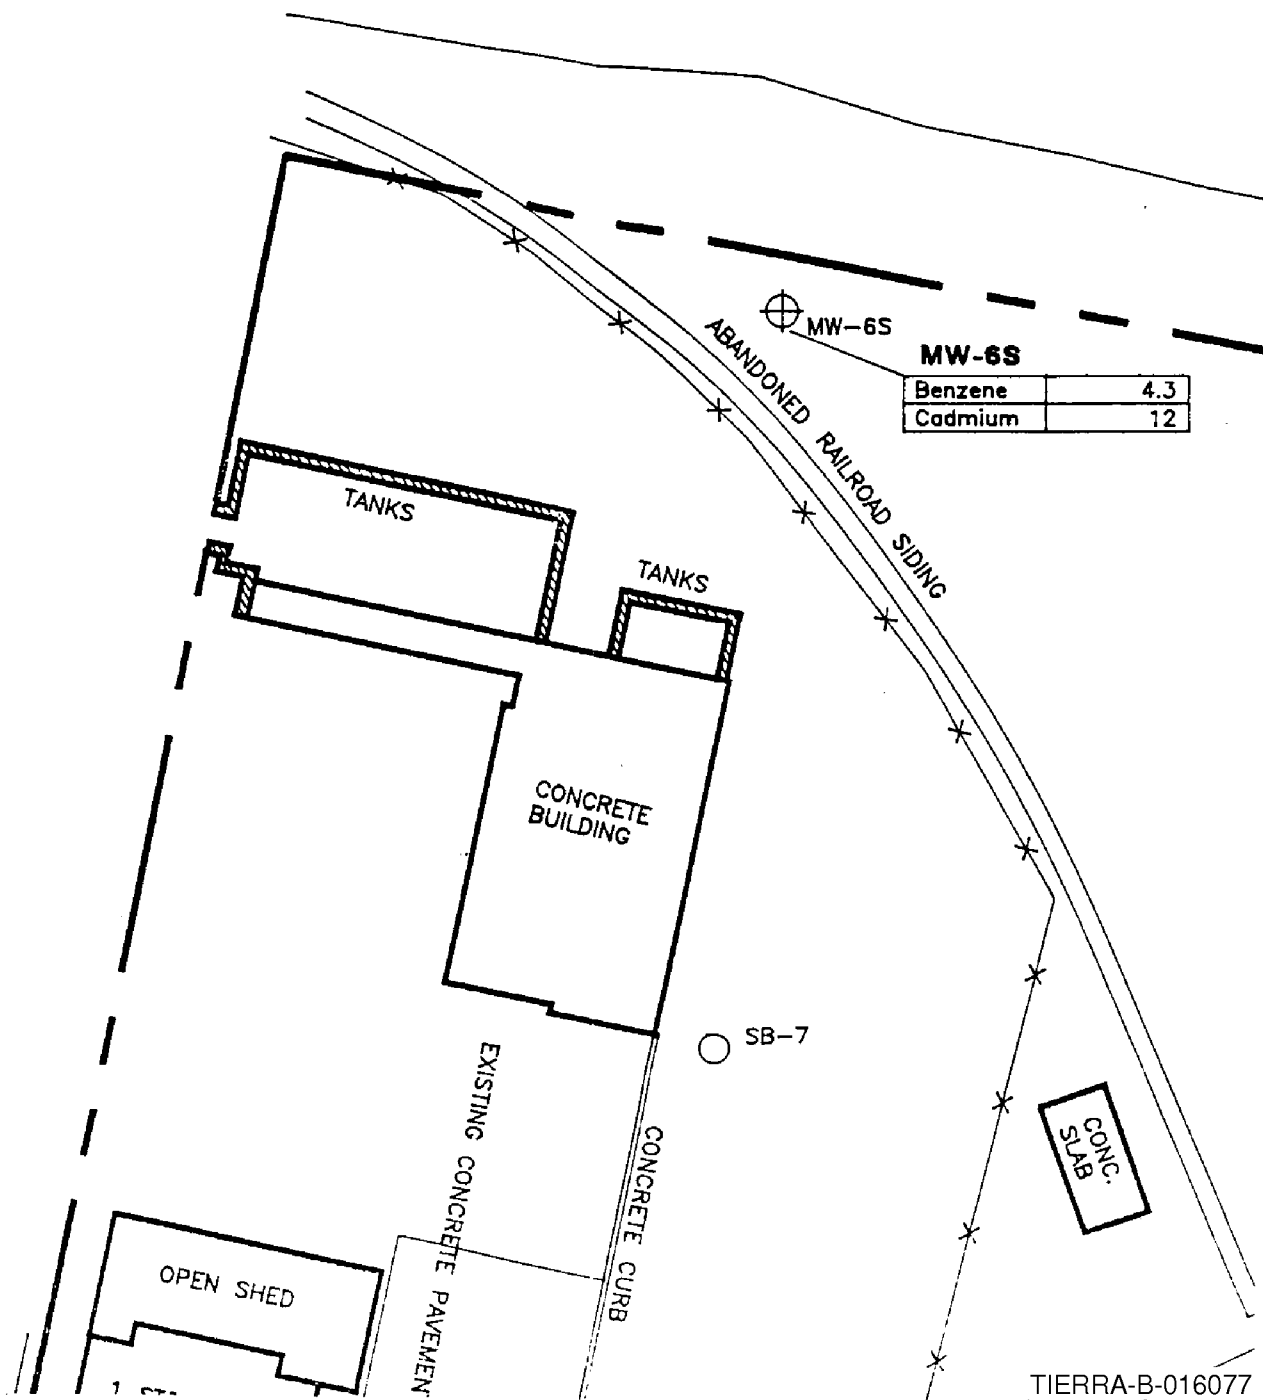 MW-6S
MW-6S
Benzene 4.3
Cadmium 12
ABANDONED RAILROAD SIDING
TANKS
TANKS
CONCRETE
BUILDING
SB-7
EXISTING CONCRETE PAVEMEN
CONCRETE CURB
CONC.
SLAB
OPEN SHED
TIERRA-B-016077